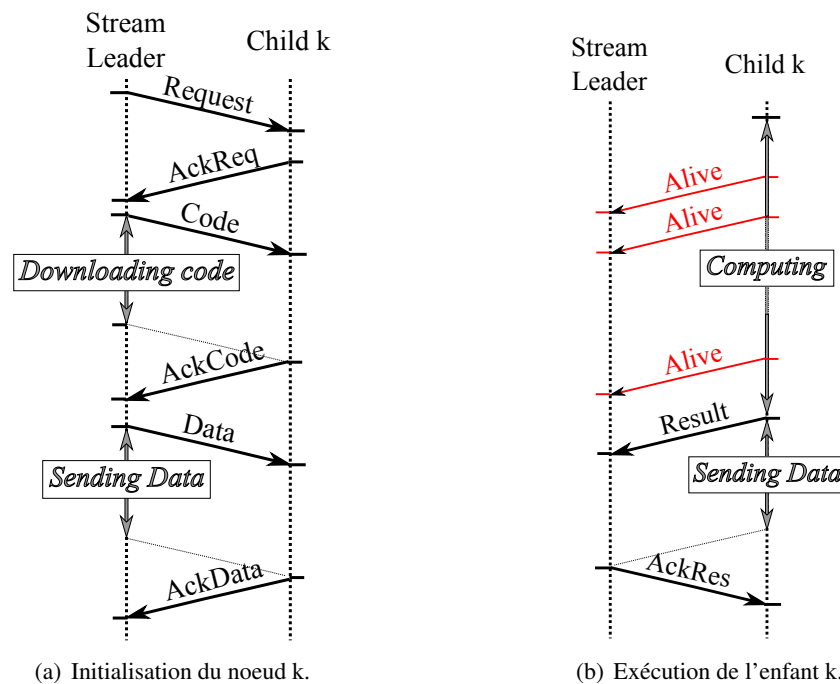 Stream
Leader
Child k
Request
AckReq
Code
Downloading code
AckCode
Data
Sending Data
AckData
(a) Initialisation du noeud k.
Stream
Leader
Child k
Alive
Alive
Computing
Alive
Result
Sending Data
AckRes
(b) Exécution de l'enfant k.